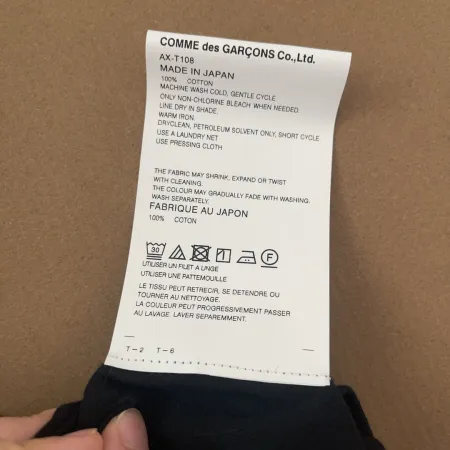 COMME des GARÇONS Co.,Ltd.
AX-T108
MADE IN JAPAN
100% COTTON
MACHINE WASH COLD, GENTLE CYCLE
ONLY NON-CHLORINE BLEACH WHEN NEEDED.
LINE DRY IN SHADE.
WARM IRON.
DRYCLEAN, PETROLEUM SOLVENT ONLY, SHORT CYCLE
USE A LAUNDRY NET
USE PRESSING CLOTH
THE FABRIC MAY SHRINK, EXPAND OR TWIST
WITH CLEANING.
THE COLOUR MAY GRADUALLY FADE WITH WASHING.
WASH SEPARATELY.
FABRIQUE AU JAPON
100% COTON
30 F
UTILISER UN FILET A LINGE
UTILISER UNE PATTEMOUILLE
LE TISSU PEUT RETRECIR, SE DETENDRE OU
TOURNER AU NETTOYAGE.
LA COULEUR PEUT PROGRESSIVEMENT PASSER
AU LAVAGE. LAVER SEPAREMMENT.
T-2 T-6